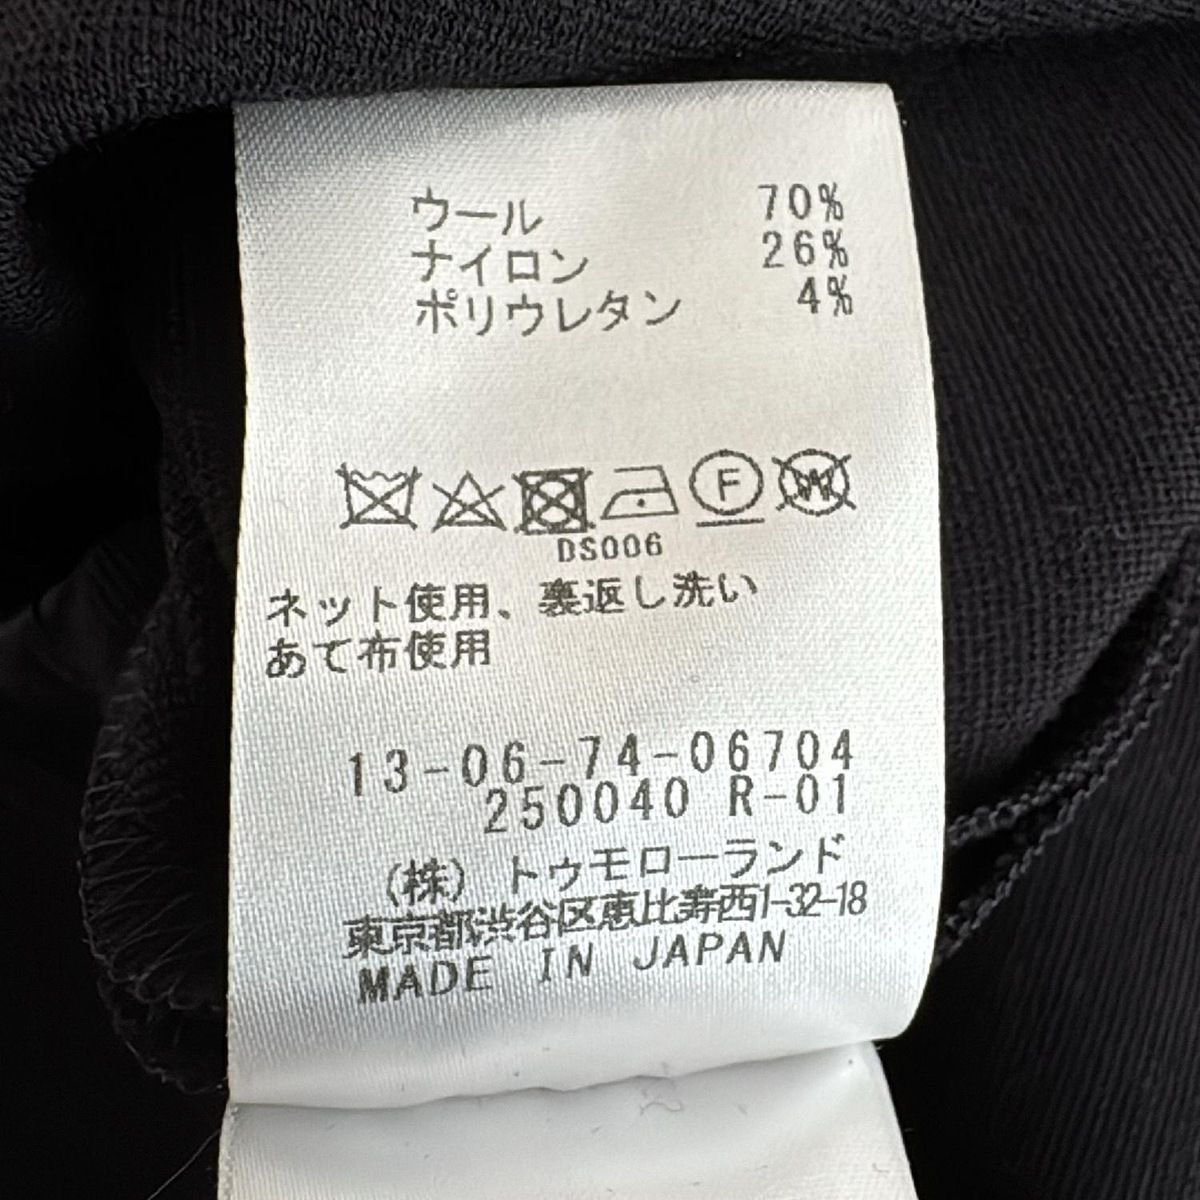 ウール 70%
ナイロン 26%
ポリウレタン 4%
F W
DS006
ネット使用、裏返し洗い
あて布使用
13-06-74-06704
250040 R-01
(株) トゥモローランド
東京都渋谷区恵比寿西1-32-18
MADE IN JAPAN